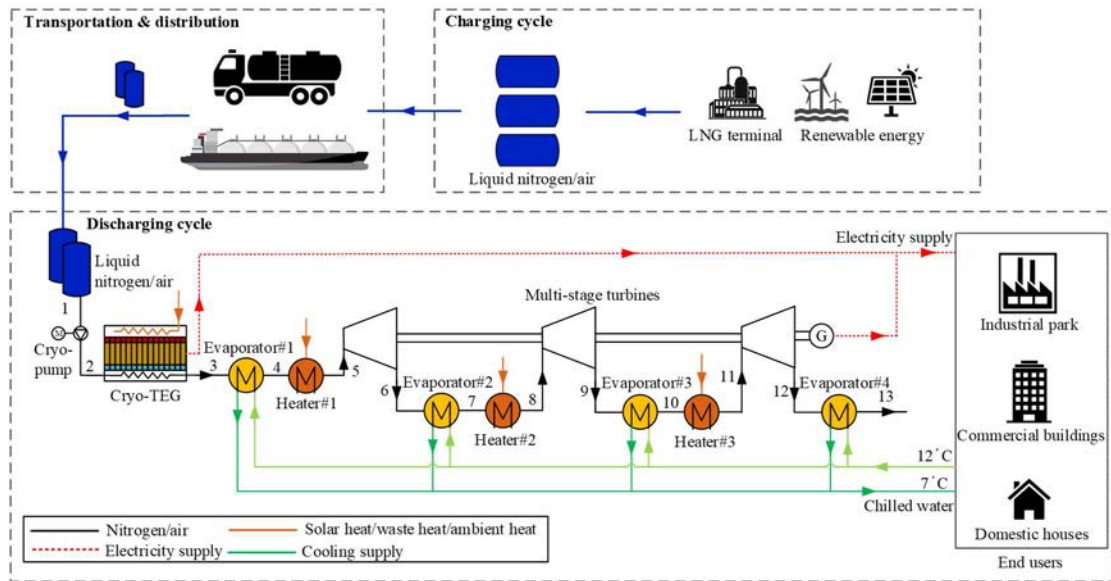 Transportation & distribution
Charging cycle
LNG terminal
Renewable energy
Liquid nitrogen/air
Discharging cycle
Electricity supply
Liquid
nitrogen/air
Multi-stage turbines
1
M
Cryo-
pump
2
Cryo-TEG
3
Evaporator#1
4
Heater#1
5
6
Evaporator#2
7
Heater#2
8
9
Evaporator#3
10
Heater#3
11
G
12
Evaporator#4
13
Industrial park
Commercial buildings
12°C
7°C
Chilled water
Domestic houses
End users
Nitrogen/air
Solar heat/waste heat/ambient heat
Electricity supply
Cooling supply